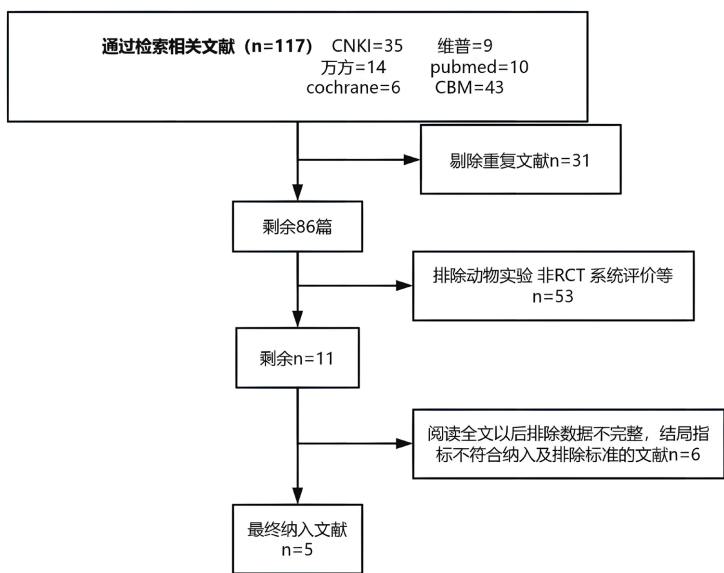 通过检索相关文献（n=117） CNKI=35 维普=9
万方=14 pubmed=10
cochrane=6 CBM=43
剔除重复文献n=31
剩余86篇
排除动物实验 非RCT 系统评价等
n=53
剩余n=11
阅读全文以后排除数据不完整，结局指
标不符合纳入及排除标准的文献n=6
最终纳入文献
n=5